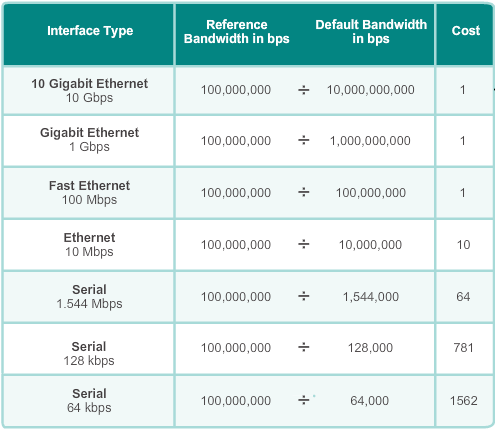 Interface Type
Reference Bandwidth in bps
Default Bandwidth in bps
Cost
10 Gigabit Ethernet
10 Gbps
100,000,000 ÷ 10,000,000,000 1
Gigabit Ethernet
1 Gbps
100,000,000 ÷ 1,000,000,000 1
Fast Ethernet
100 Mbps
100,000,000 ÷ 100,000,000 1
Ethernet
10 Mbps
100,000,000 ÷ 10,000,000 10
Serial
1.544 Mbps
100,000,000 ÷ 1,544,000 64
Serial
128 kbps
100,000,000 ÷ 128,000 781
Serial
64 kbps
100,000,000 ÷ 64,000 1562